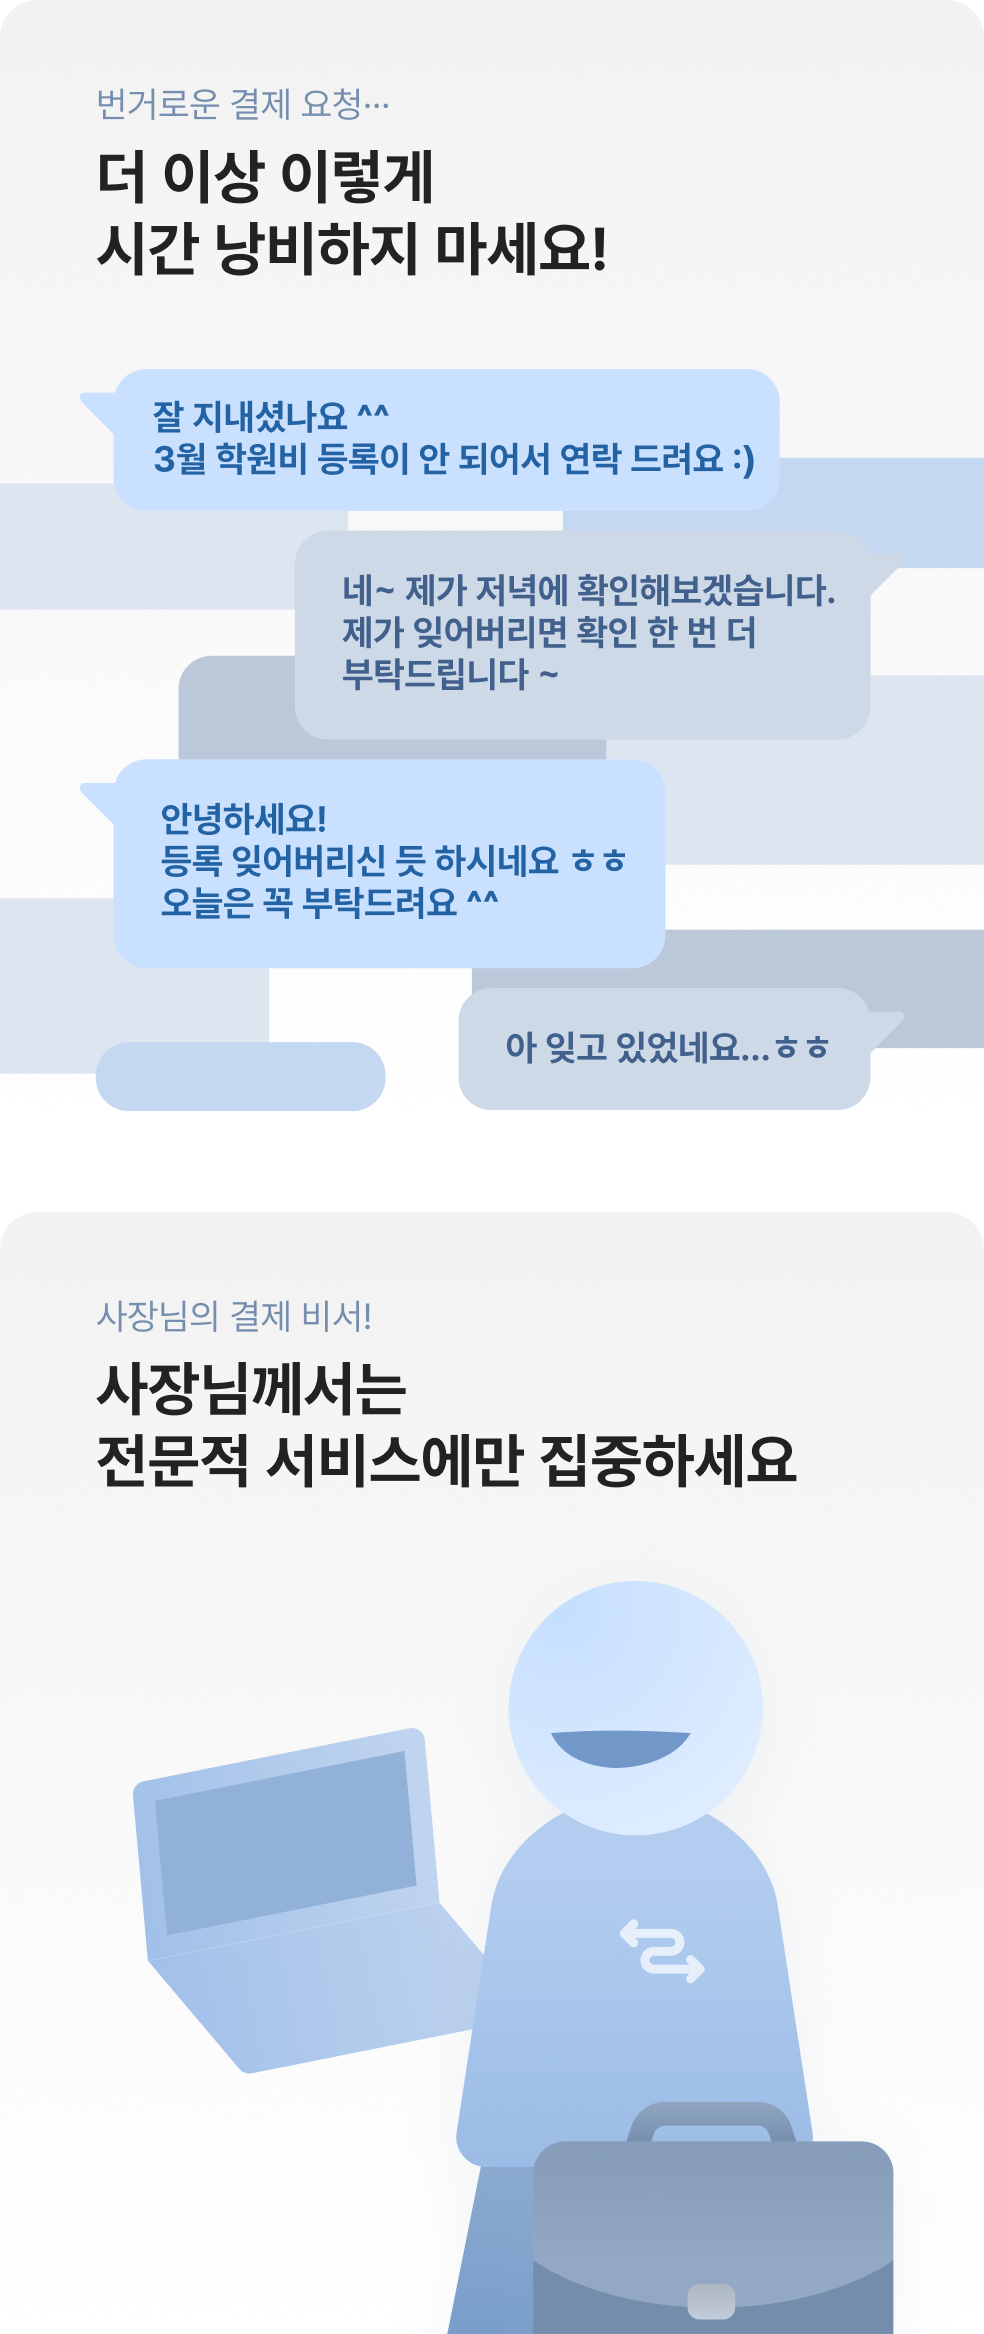 번거로운 결제 요청···
더 이상 이렇게
시간 낭비하지 마세요!
잘 지내셨나요 ^^
3월 학원비 등록이 안 되어서 연락 드려요 :)
네~ 제가 저녁에 확인해보겠습니다.
제가 잊어버리면 확인 한 번 더
부탁드립니다 ~
안녕하세요!
등록 잊어버리신 듯 하시네요 ㅎㅎ
오늘은 꼭 부탁드려요 ^^
아 잊고 있었네요...ㅎㅎ
사장님의 결제 비서!
사장님께서는
전문적 서비스에만 집중하세요